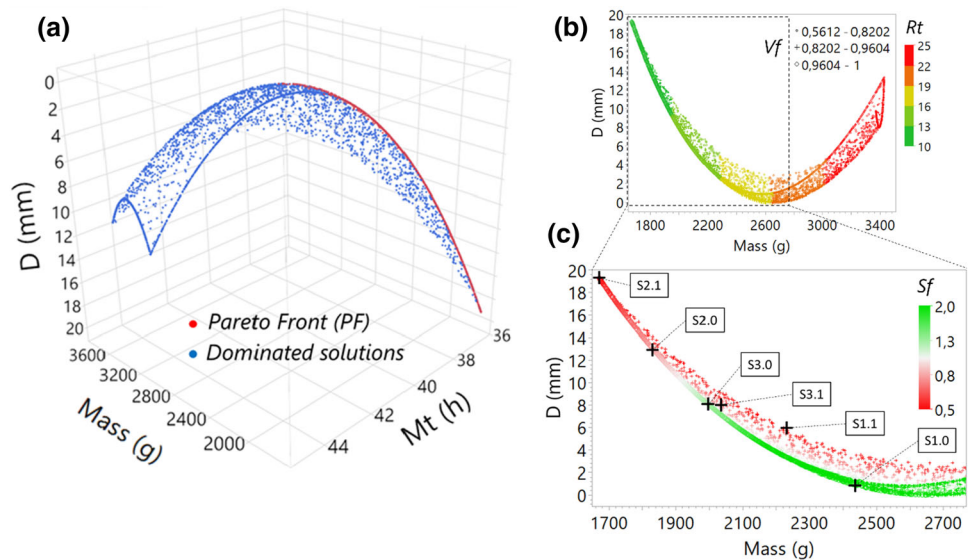 (a)
0
2
4
6
8
10
12
14
16
18
20
D (mm)
3600
3200
2800
2400
2000
Mass (g)
44
42
40
38
36
Mt (h)
Pareto Front (PF)
Dominated solutions
(b)
20
18
16
14
12
10
8
6
4
2
0
D (mm)
1800 2200 2600 3000 3400
Mass (g)
Vf
0,5612 - 0,8202
+ 0,8202 - 0,9604
0,9604 - 1
Rt
25
22
19
16
13
10
(c)
20
18
16
14
12
10
8
6
4
2
0
D (mm)
1700 1900 2100 2300 2500 2700
Mass (g)
S2.1
S2.0
S3.0
S3.1
S1.1
S1.0
Sf
2,0
1,3
0,8
0,5